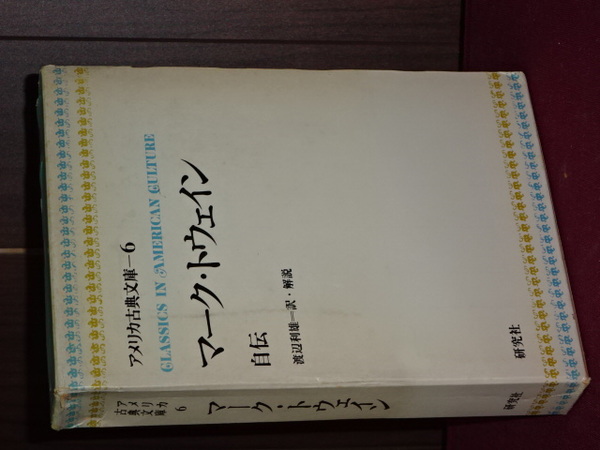 アメリカ古典文庫—6
CLASSICS IN AMERICAN CULTURE
マーク・トウェイン
自伝
渡辺利雄—訳・解説
研究社
アメリカ
古典文庫
6
マーク・トウェイン
研究社